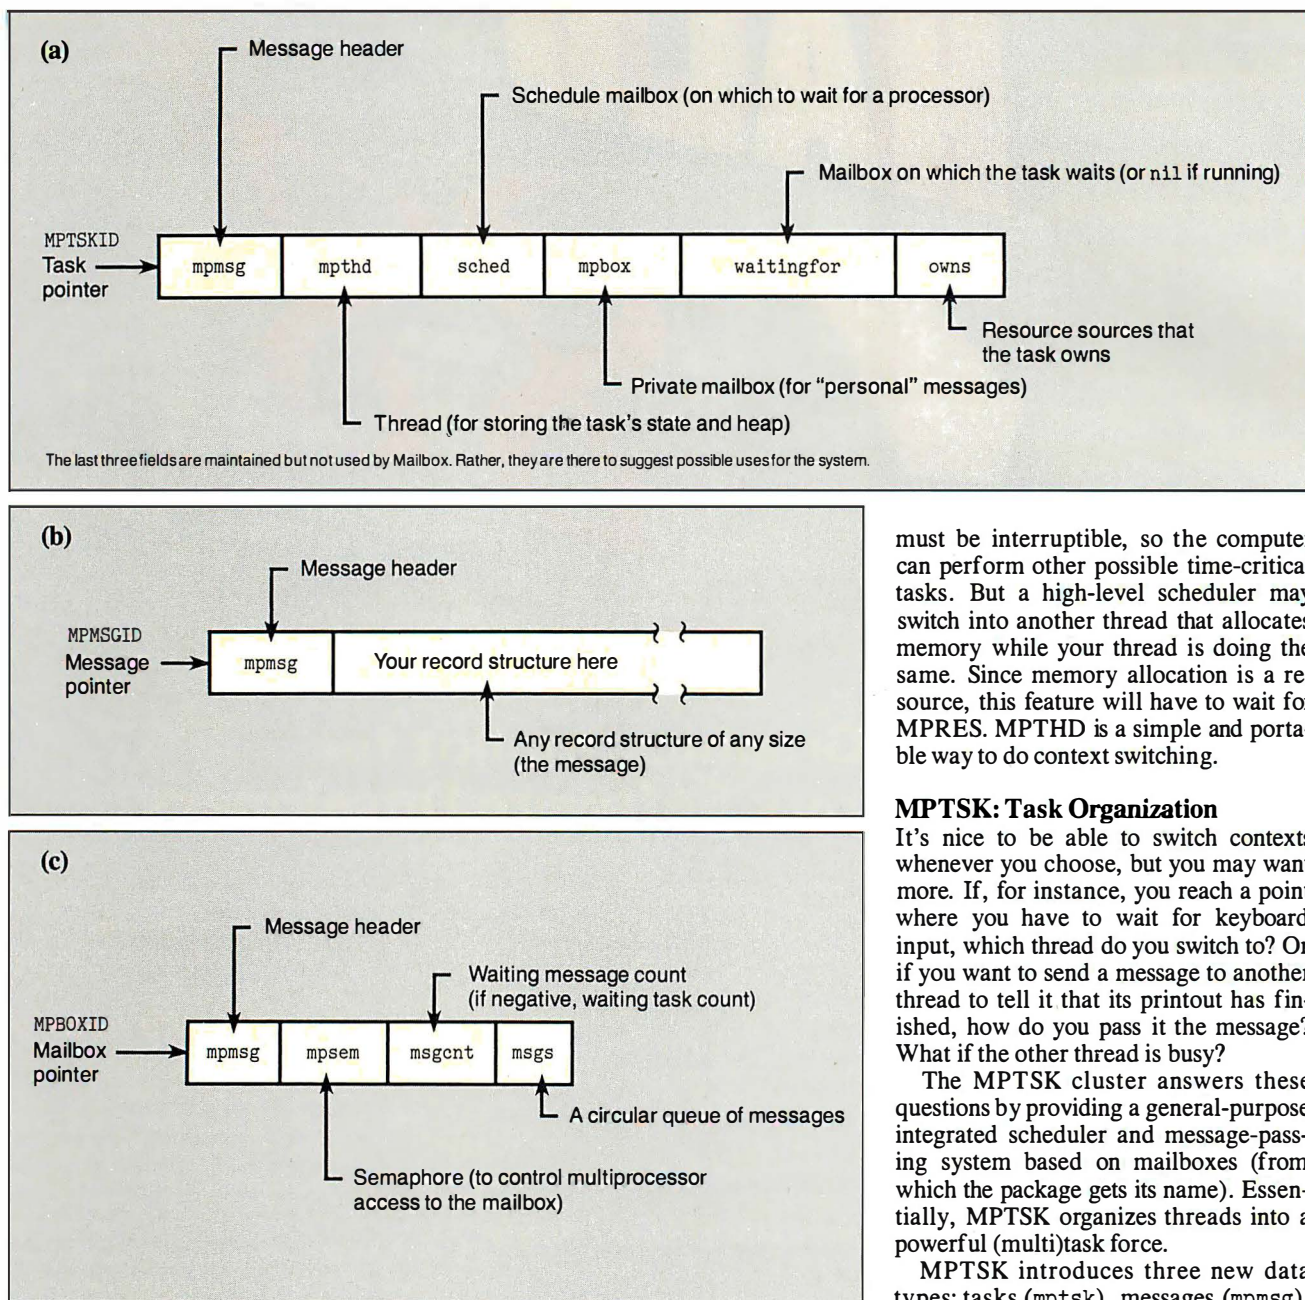 (a)
Message header
Schedule mailbox (on which to wait for a processor)
Mailbox on which the task waits (or nil if running)
MPTSKID
Task
pointer
mpmsg
mpthd
sched
mpbox
waitingfor
owns
Resource sources that
the task owns
Private mailbox (for “personal” messages)
Thread (for storing the task's state and heap)
The last three fields are maintained but not used by Mailbox. Rather, they are there to suggest possible uses for the system.
(b)
Message header
MPMSGID
Message
pointer
mpmsg
Your record structure here
Any record structure of any size
(the message)
(c)
Message header
Waiting message count
(if negative, waiting task count)
MPBOXID
Mailbox
pointer
mpmsg
mpsem
msgcnt
msgs
A circular queue of messages
Semaphore (to control multiprocessor
access to the mailbox)
must be interruptible, so the compute
can perform other possible time-critica
tasks. But a high-level scheduler may
switch into another thread that allocates
memory while your thread is doing the
same. Since memory allocation is a re-
source, this feature will have to wait for
MPRES. MPTHD is a simple and porta-
ble way to do context switching.
MPTSK: Task Organization
It's nice to be able to switch contexts
whenever you choose, but you may want
more. If, for instance, you reach a point
where you have to wait for keyboard
input, which thread do you switch to? Or
if you want to send a message to another
thread to tell it that its printout has fin-
ished, how do you pass it the message?
What if the other thread is busy?
The MPTSK cluster answers these
questions by providing a general-purpose
integrated scheduler and message-pass-
ing system based on mailboxes (from
which the package gets its name). Essen-
tially, MPTSK organizes threads into a
powerful (multi)task force.
MPTSK introduces three new data
types: tasks (mptsk), messages (mpmsg),